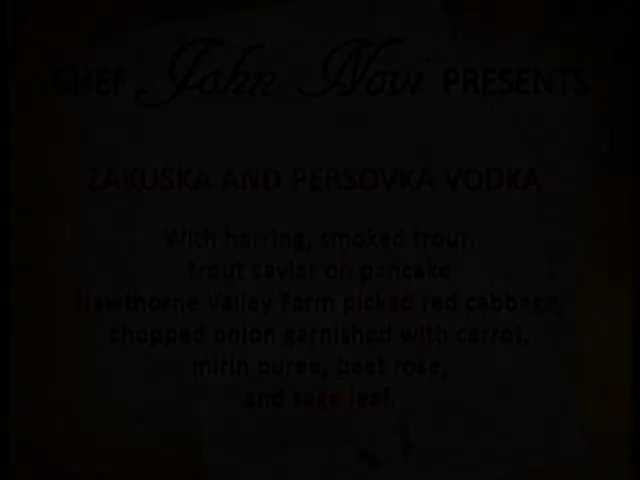 CHEF John Novi PRESENTS
ZAKUSKA AND PERSOVKA VODKA
With herring, smoked trout,
trout caviar on pancake
Hawthorne Valley Farm picked red cabbage,
chopped onion garnished with carrot,
mirin puree, beet rose,
and sage leaf.